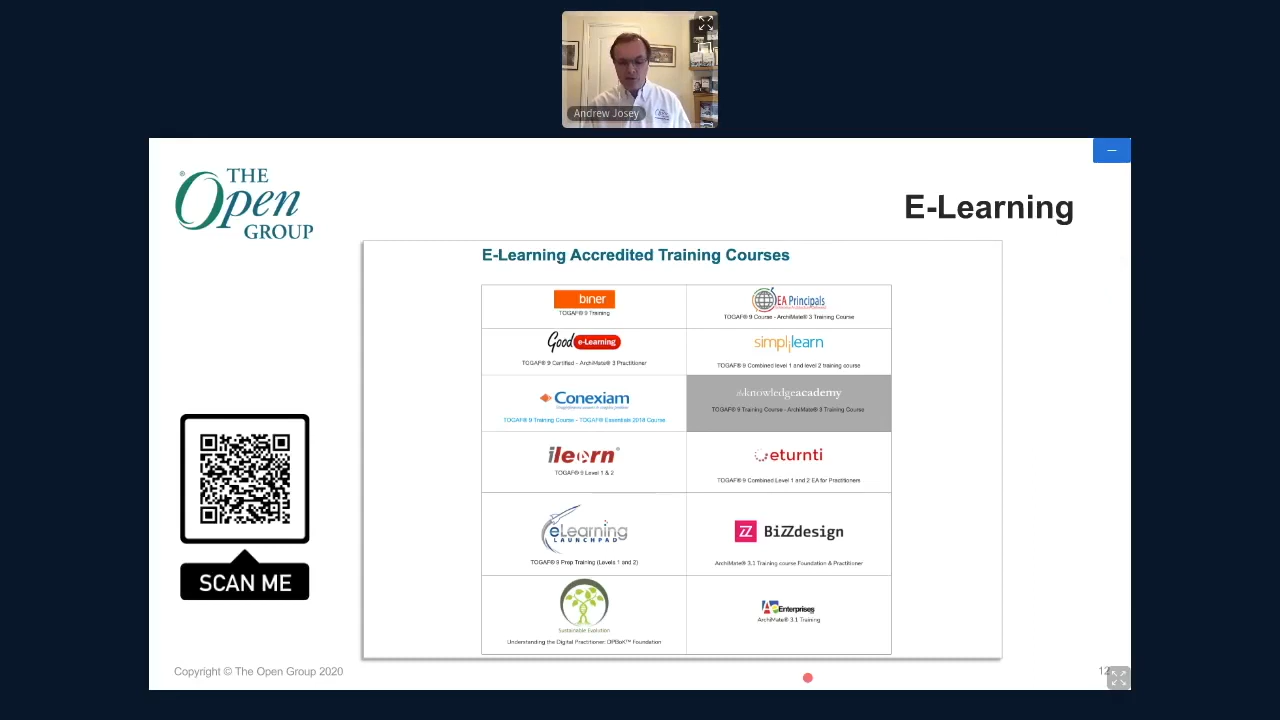 Andrew Josey
THE
Open
GROUP
E-Learning
E-Learning Accredited Training Courses
biner
TOGAF® 9 Training
EA Principals
TOGAF® 9 Course - ArchiMate® 3 Training Course
Good e-Learning
TOGAF® 9 Certified - ArchiMate® 3 Practitioner
simplilearn
TOGAF® 9 Combined level 1 and level 2 training course
Conexiam
TOGAF® 9 Training Course - TOGAF® Essentials 2018 Course
theknowledgeacademy
TOGAF® 9 Training Course - ArchiMate® 3 Training Course
ilearn®
TOGAF® 9 Level 1 & 2
eturnti
TOGAF® 9 Combined Level 1 and 2 EA for Practitioners
eLearning
LAUNCHPAD
TOGAF® 9 Prep Training (Levels 1 and 2)
BiZZdesign
ArchiMate® 3.1 Training course Foundation & Practitioner
Sustainable Evolution
Understanding the Digital Practitioner: DPBoK™ Foundation
Enterprises
ArchiMate® 3.1 Training
SCAN ME
Copyright © The Open Group 2020
12